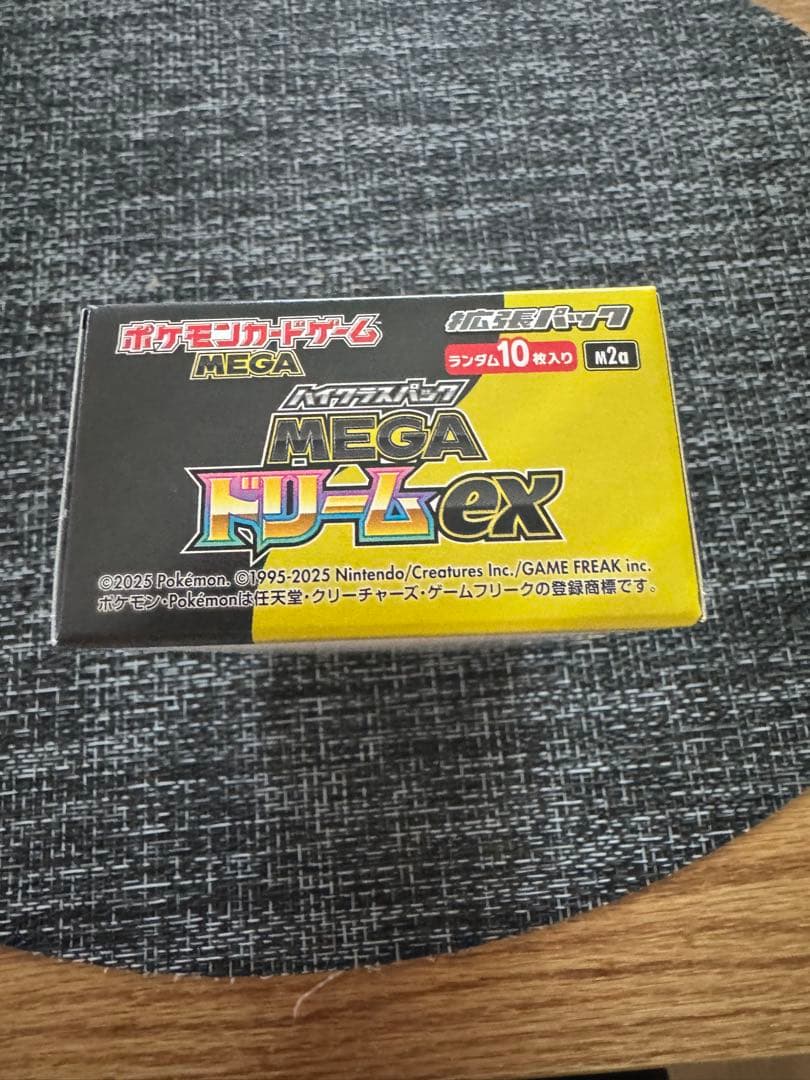 ポケモンカードゲーム
MEGA
拡張パック
ランダム10枚入り
M2a
ハイクラスパック
MEGA
ドリームex
©2025 Pokémon. ©1995-2025 Nintendo/Creatures Inc./GAME FREAK inc.
ポケモン・Pokémonは任天堂・クリーチャーズ・ゲームフリークの登録商標です。